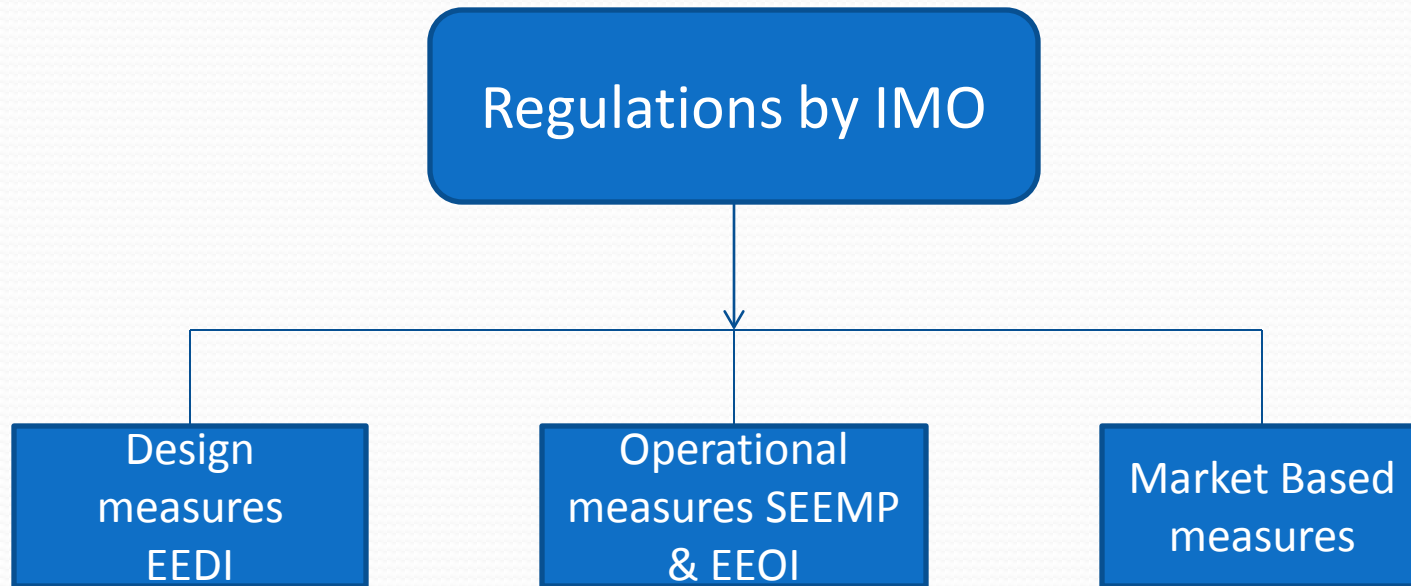 Regulations by IMO
Design
measures
EEDI
Operational
measures SEEMP
& EEOI
Market Based
measures